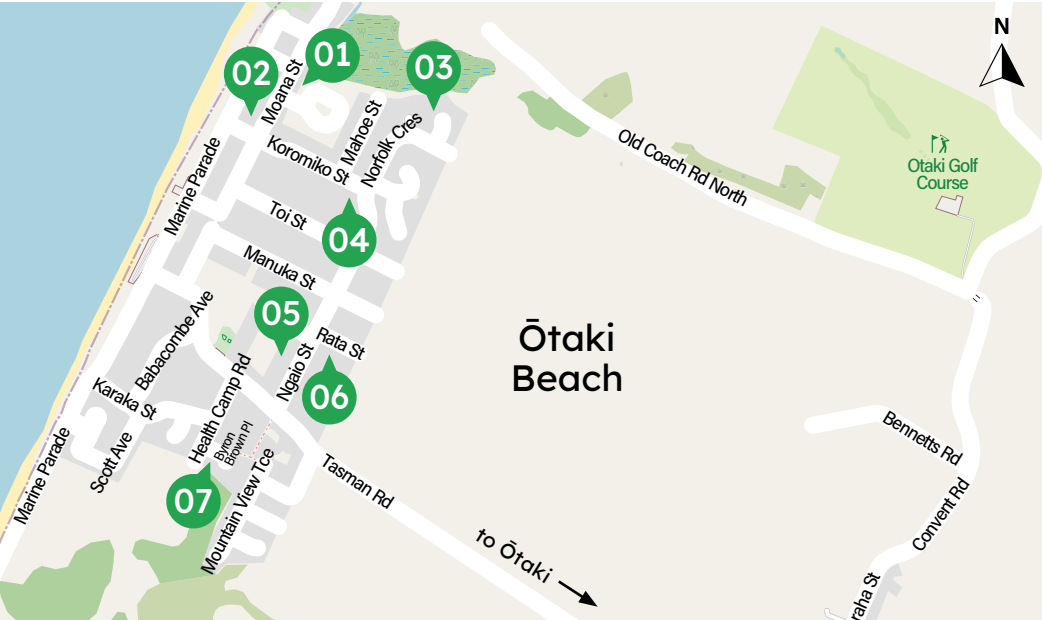 N
01
02
03
Moana St
Mahoe St
Norfolk Cres
Koromiko St
Marine Parade
Old Coach Rd North
Otaki Golf
Course
Toi St
04
Manuka St
05
Babacombe Ave
Rata St
Ngaio St
06
Ōtaki
Beach
Karaka St
Health Camp Rd
Byron
Brown Pl
Scott Ave
Marine Parade
07
Mountain View Tce
Tasman Rd
Bennetts Rd
Convent Rd
to Ōtaki
raha St